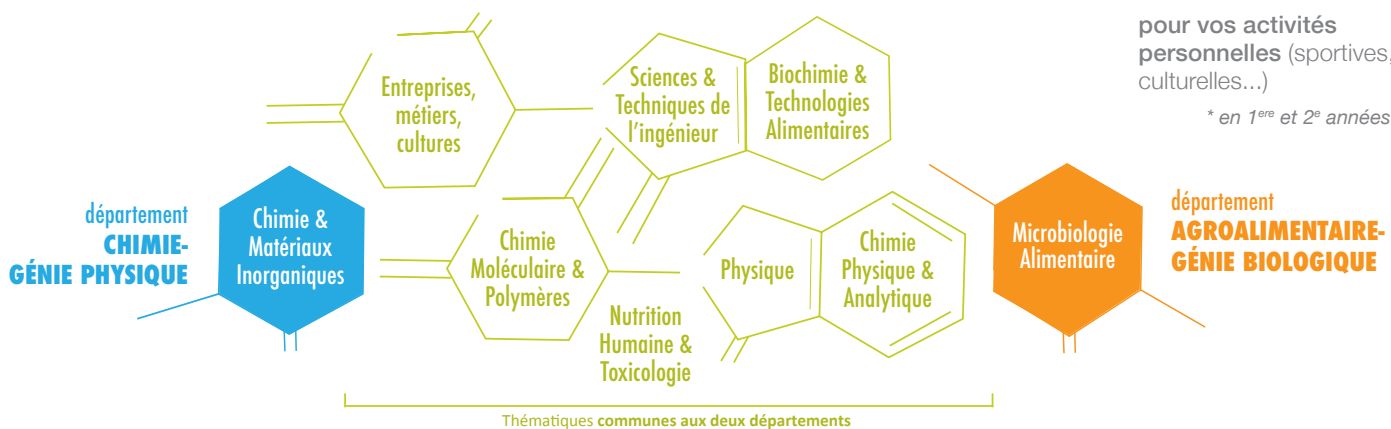 pour vos activités
personnelles (sportives,
culturelles...)
* en 1ere et 2e années
Entreprises,
métiers,
cultures
Sciences &
Techniques de
l'ingénieur
Biochimie &
Technologies
Alimentaires
département
CHIMIE-
GÉNIE PHYSIQUE
Chimie &
Matériaux
Inorganiques
Chimie
Moléculaire &
Polymères
Nutrition
Humaine &
Toxicologie
Physique
Chimie
Physique &
Analytique
Microbiologie
Alimentaire
département
AGROALIMENTAIRE-
GÉNIE BIOLOGIQUE
Thématiques communes aux deux départements